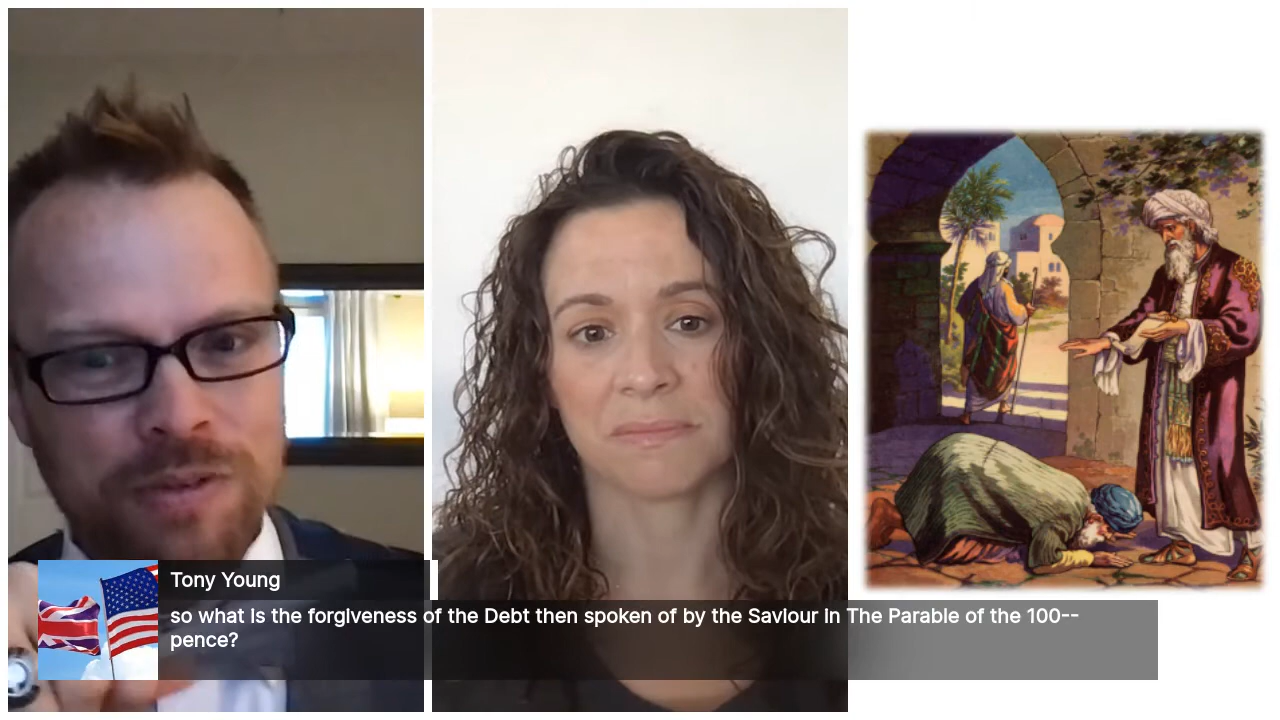 Tony Young
so what is the forgiveness of the Debt then spoken of by the Saviour in The Parable of the 100--
pence?